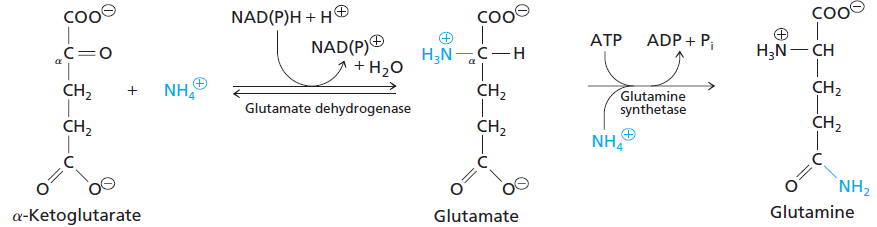 COO⊖
α C=O
CH₂
CH₂
C
O O⊖
α-Ketoglutarate
+ NH₄⊕
NAD(P)H + H⊕
NAD(P)⊕
+ H₂O
Glutamate dehydrogenase
COO⊖
H₃N⊕—C—H
α
CH₂
CH₂
C
O O⊖
Glutamate
ATP ADP + Pᵢ
Glutamine
synthetase
NH₄⊕
COO⊖
H₃N⊕—CH
CH₂
CH₂
C
O NH₂
Glutamine